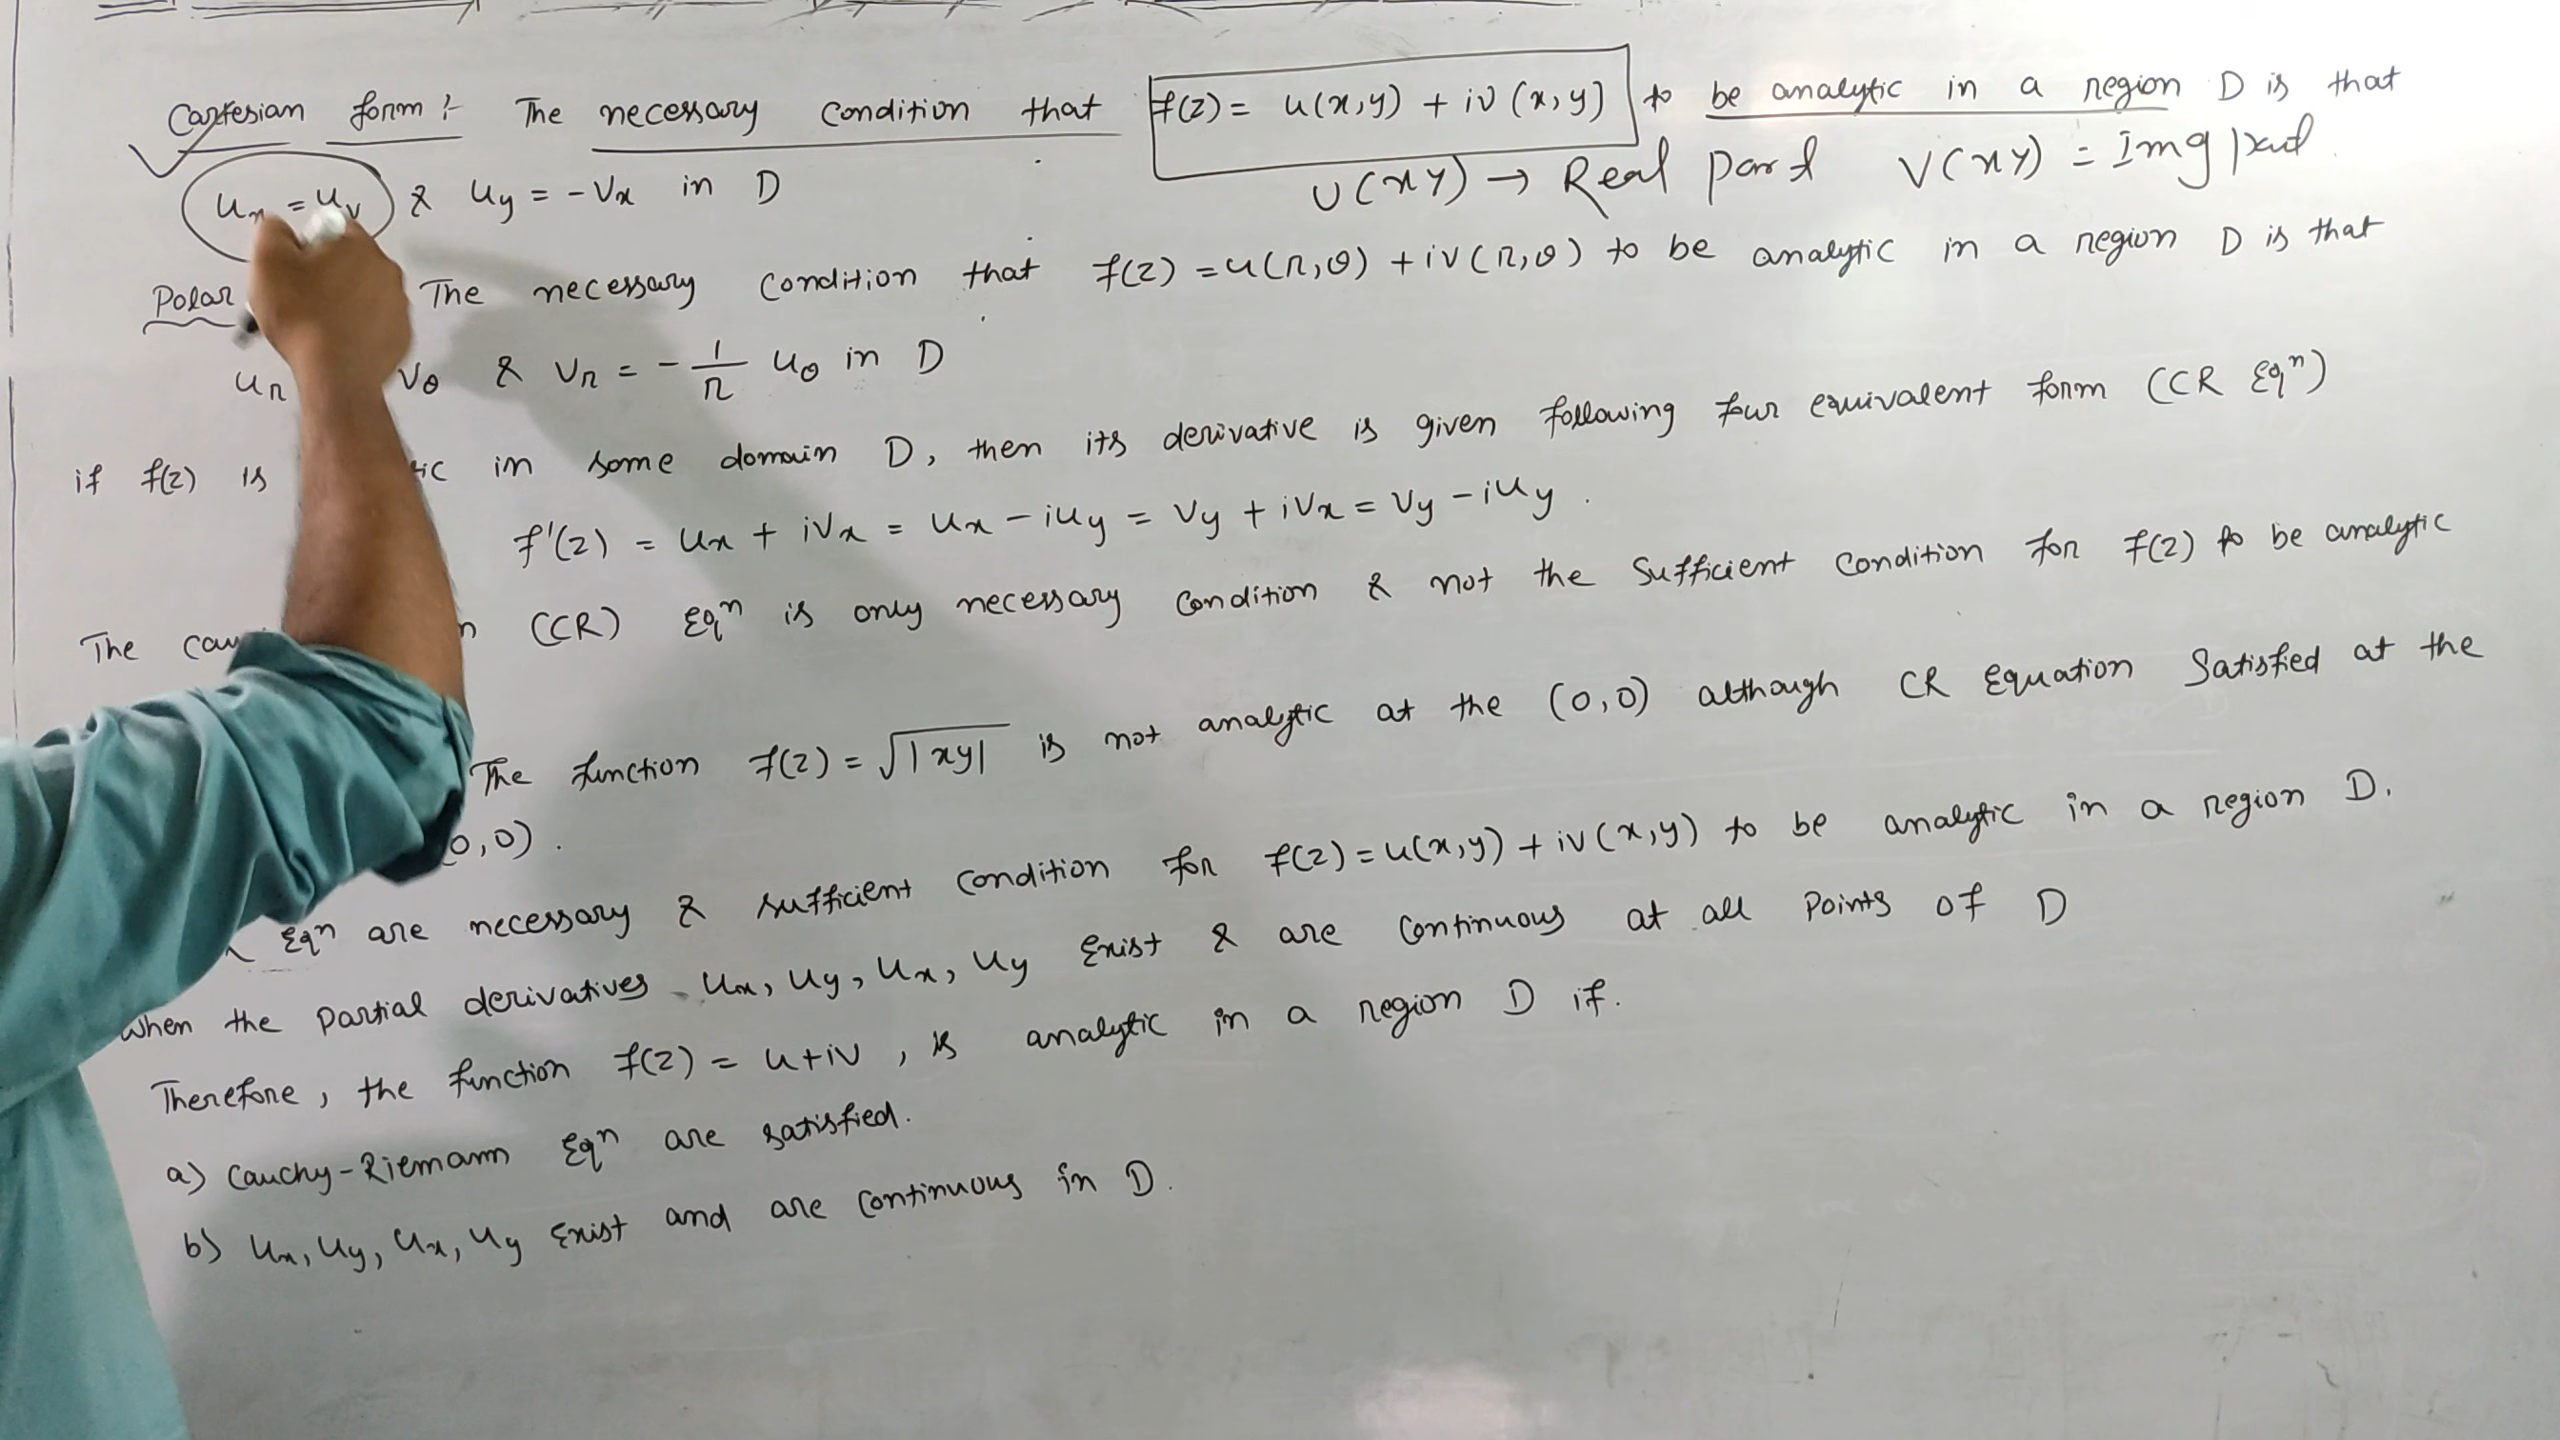 Cartesian form :- The necessary condition that f(z) = u(x,y) + iv(x,y) to be analytic in a region D is that
U(xy) → Real part V(xy) = Img part
ux = uv & uy = -vx in D
Polar The necessary condition that f(z) = u(r,θ) + iv(r,θ) to be analytic in a region D is that
ur vθ & vr = - 1/r uθ in D
if f(z) is in some domain D, then its derivative is given following four equivalent form (CR Eqⁿ)
f'(z) = ux + ivx = ux - iuy = vy + ivx = vy - iuy .
The (CR) Eqⁿ is only necessary condition & not the sufficient condition for f(z) to be analytic
The function f(z) = √|xy| is not analytic at the (0,0) although CR Equation Satisfied at the
0,0) .
Eqⁿ are necessary & sufficient condition for f(z) = u(x,y) + iv(x,y) to be analytic in a region D.
when the partial derivatives ux, uy, ux, uy Exist & are continuous at all points of D
Therefore, the function f(z) = u+iv , is analytic in a region D if.
a) Cauchy-Riemann Eqⁿ are satisfied.
b) ux, uy, ux, uy Exist and are continuous in D.